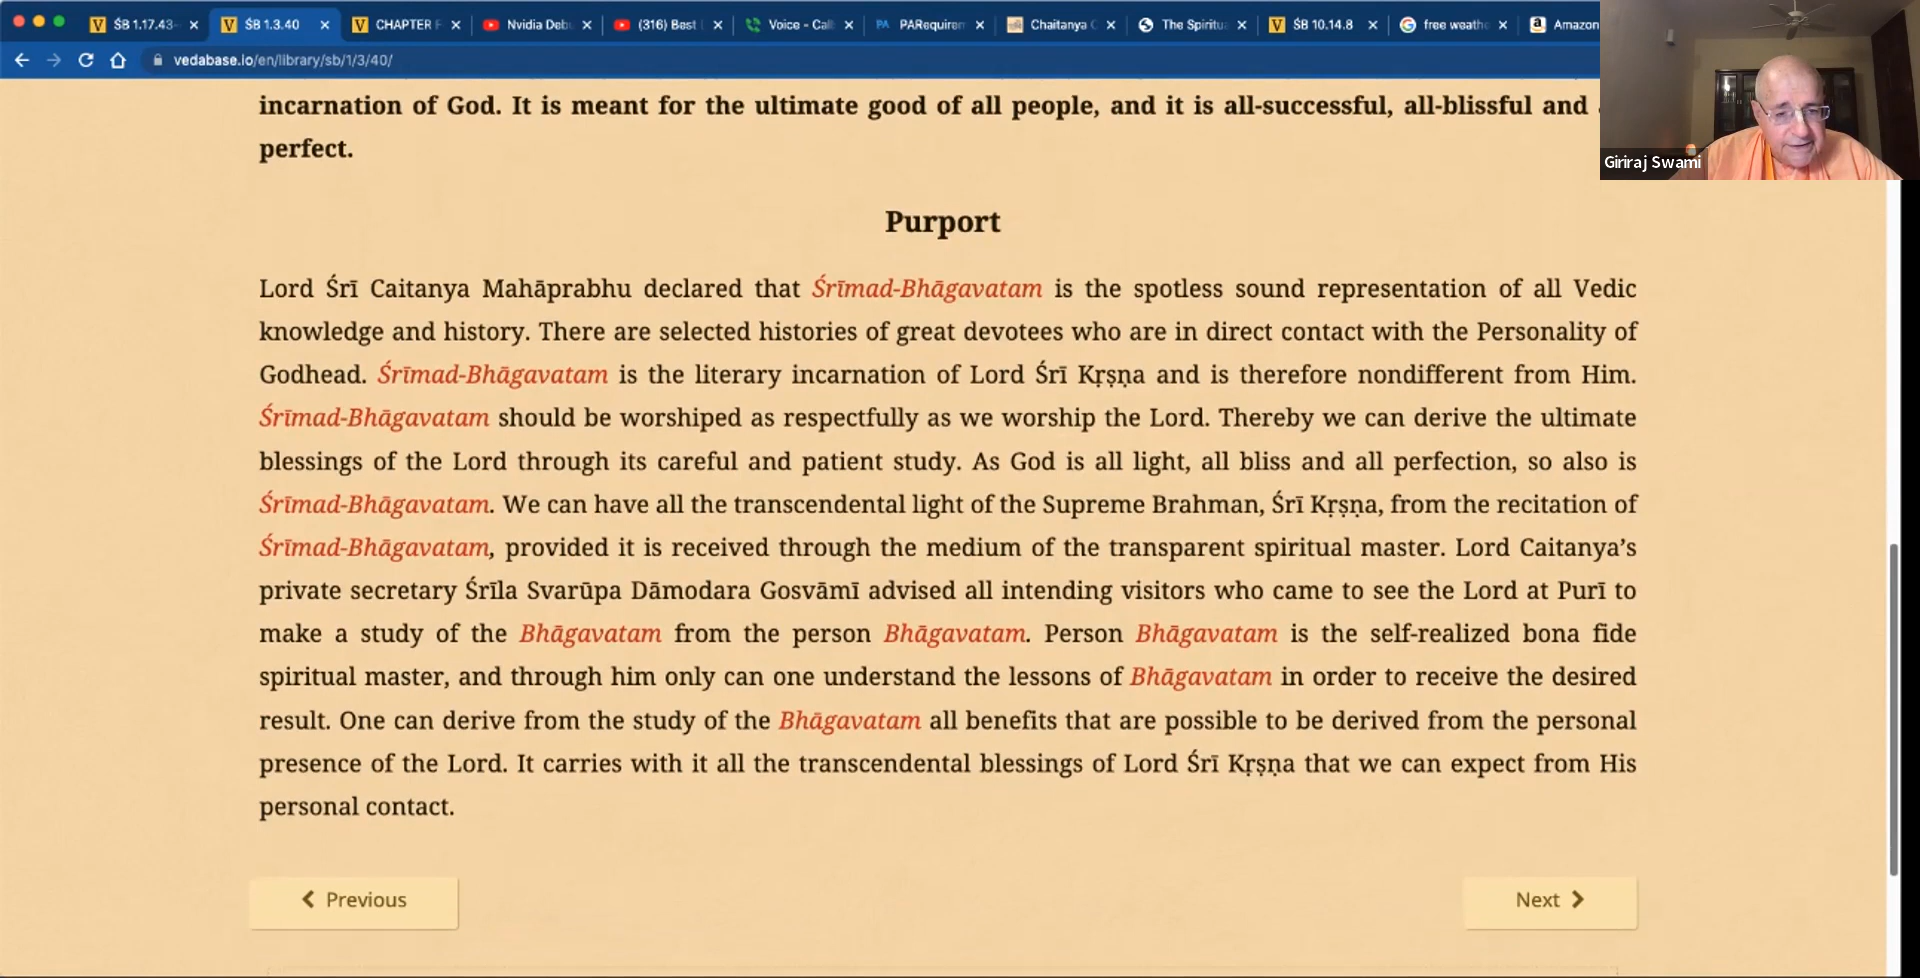 ŚB 1.17.43 ŚB 1.3.40 CHAPTER F Nvidia Deb (316) Best Voice - Cal PARequirem Chaitanya C The Spiritu ŚB 10.14.8 free weathe Amazon
vedabase.io/en/library/sb/1/3/40/
Giriraj Swami
incarnation of God. It is meant for the ultimate good of all people, and it is all-successful, all-blissful and
perfect.
Purport
Lord Śrī Caitanya Mahāprabhu declared that Śrīmad-Bhāgavatam is the spotless sound representation of all Vedic
knowledge and history. There are selected histories of great devotees who are in direct contact with the Personality of
Godhead. Śrīmad-Bhāgavatam is the literary incarnation of Lord Śrī Kṛṣṇa and is therefore nondifferent from Him.
Śrīmad-Bhāgavatam should be worshiped as respectfully as we worship the Lord. Thereby we can derive the ultimate
blessings of the Lord through its careful and patient study. As God is all light, all bliss and all perfection, so also is
Śrīmad-Bhāgavatam. We can have all the transcendental light of the Supreme Brahman, Śrī Kṛṣṇa, from the recitation of
Śrīmad-Bhāgavatam, provided it is received through the medium of the transparent spiritual master. Lord Caitanya’s
private secretary Śrīla Svarūpa Dāmodara Gosvāmī advised all intending visitors who came to see the Lord at Purī to
make a study of the Bhāgavatam from the person Bhāgavatam. Person Bhāgavatam is the self-realized bona fide
spiritual master, and through him only can one understand the lessons of Bhāgavatam in order to receive the desired
result. One can derive from the study of the Bhāgavatam all benefits that are possible to be derived from the personal
presence of the Lord. It carries with it all the transcendental blessings of Lord Śrī Kṛṣṇa that we can expect from His
personal contact.
Previous
Next